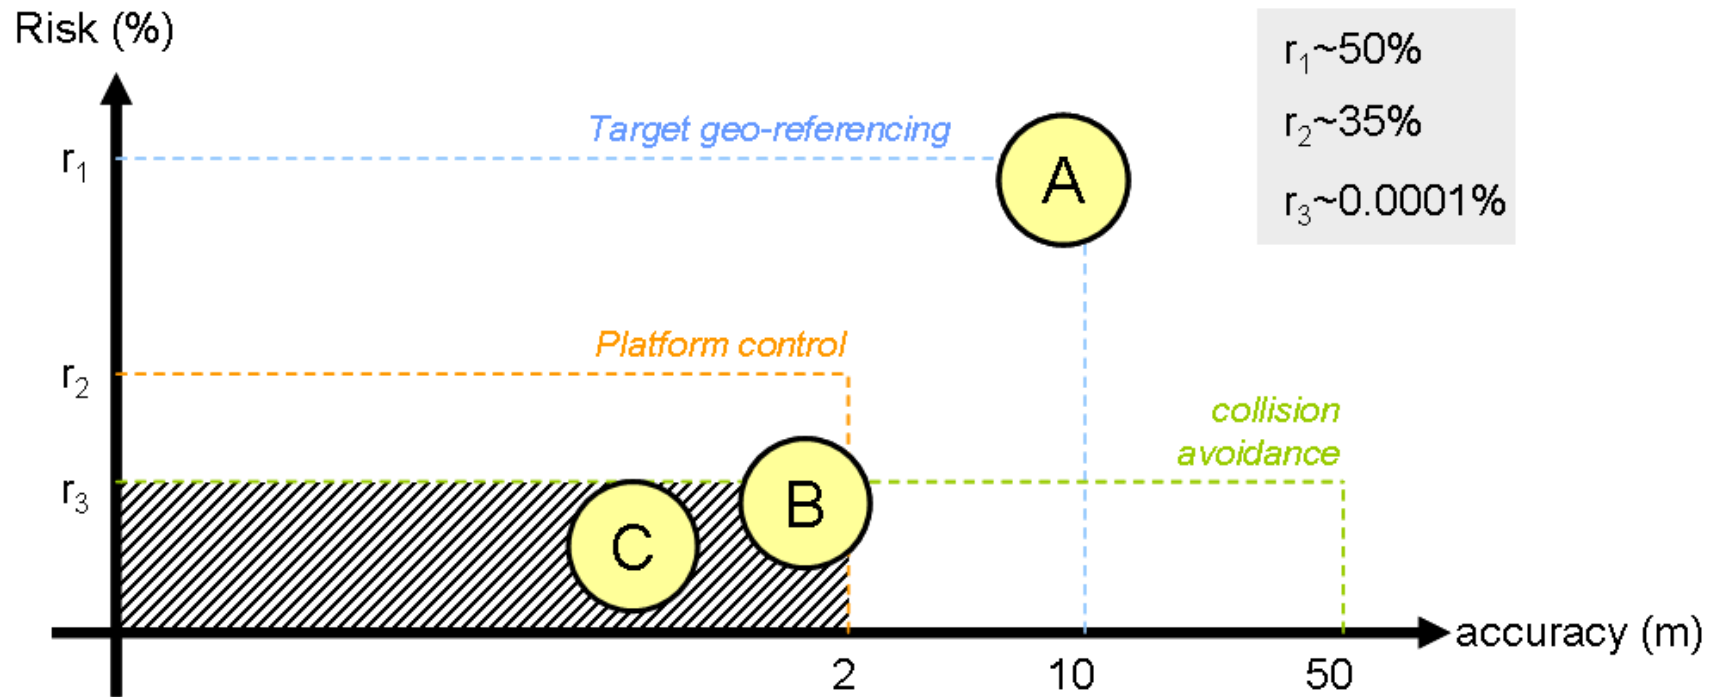 Risk (%)
r1~50%
r2~35%
r3~0.0001%
Target geo-referencing
A
r1
Platform control
r2
collision
avoidance
r3
B
C
accuracy (m)
2
10
50